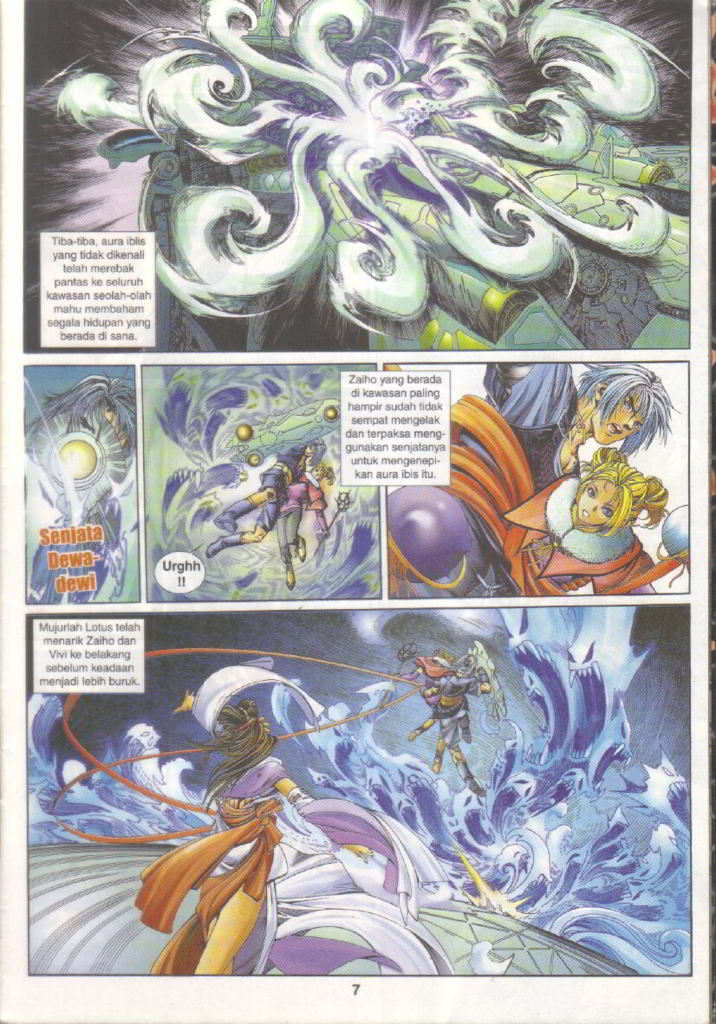 Tiba-tiba, aura iblis
yang tidak dikenali
telah merebak
pantas ke seluruh
kawasan seolah-olah
mahu membaham
segala hidupan yang
berada di sana.
Senjata
Dewa-
dewi
Urghh
!!
Zaiho yang berada
di kawasan paling
hampir sudah tidak
sempat mengelak
dan terpaksa meng-
gunakan senjatanya
untuk mengenepi-
kan aura ibis itu.
Mujurlah Lotus telah
menarik Zaiho dan
Vivi ke belakang
sebelum keadaan
menjadi lebih buruk.
7